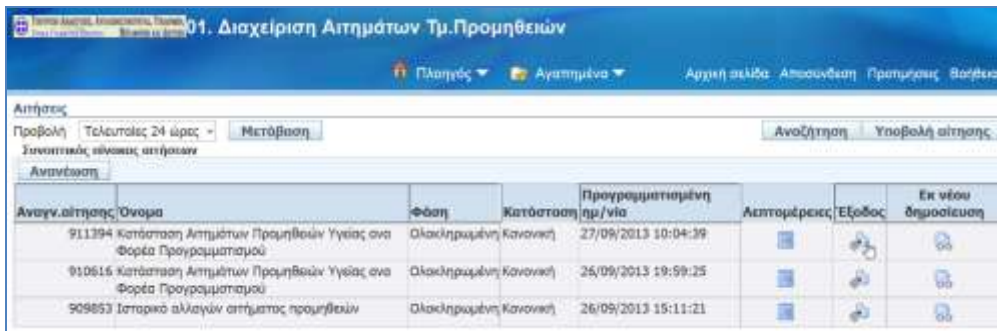 01. Διαχείριση Αιτημάτων Τμ.Προμηθειών
Πλοηγός Αγαπημένα Αρχική σελίδα Αποσύνδεση Προτιμήσεις Βοήθεια
Αιτήσεις
Προβολή Τελευταίες 24 ώρες Μετάβαση Αναζήτηση Υποβολή αίτησης
Συνοπτικός πίνακας αιτήσεων
Ανανέωση
Αναγν.αίτησης Όνομα Φάση Κατάσταση Προγραμματισμένη ημ/νία Λεπτομέρειες Έξοδος Εκ νέου δημοσίευση
911394 Κατάσταση Αιτημάτων Προμηθειών Υγείας ανα Ολοκληρωμένη Κανονική 27/09/2013 10:04:39
Φορέα Προγραμματισμού
910616 Κατάσταση Αιτημάτων Προμηθειών Υγείας ανα Ολοκληρωμένη Κανονική 26/09/2013 19:59:25
Φορέα Προγραμματισμού
909853 Ιστορικό αλλαγών αιτήματος προμηθειών Ολοκληρωμένη Κανονική 26/09/2013 15:11:21